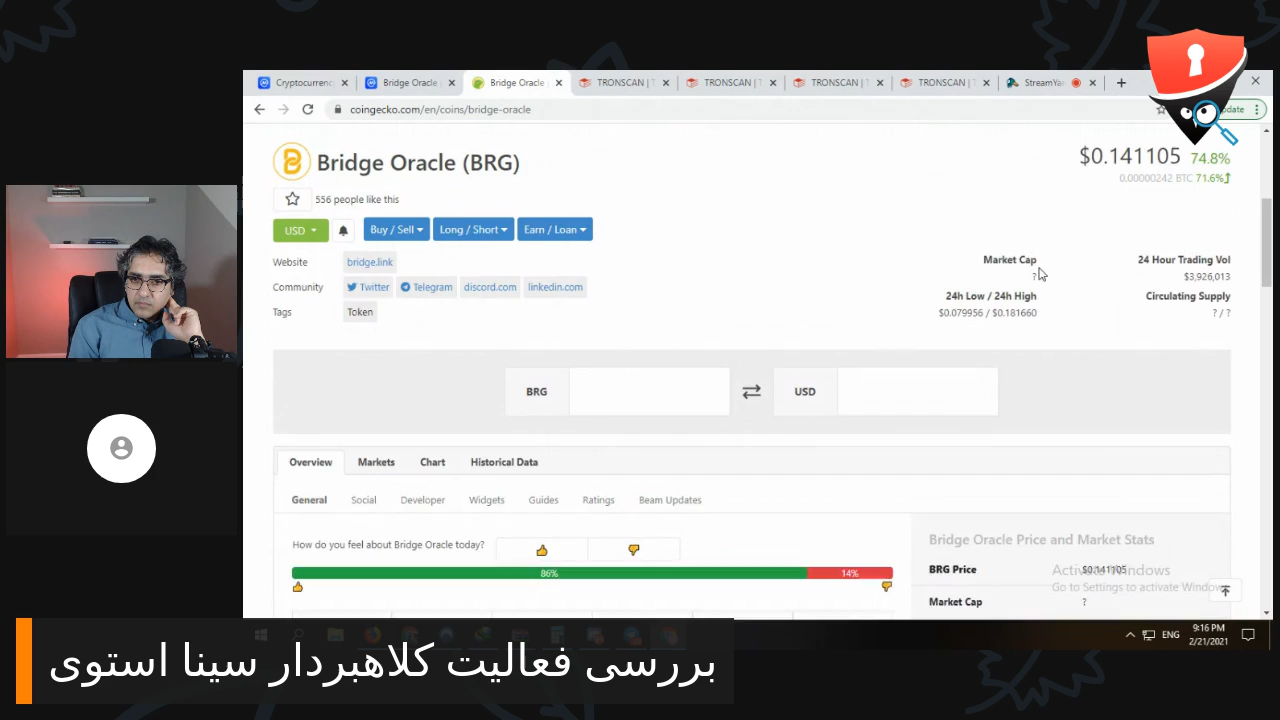 Cryptocurrenc
Bridge Oracle
Bridge Oracle
TRONSCAN | T
TRONSCAN | T
TRONSCAN | T
TRONSCAN | T
StreamYa
coingecko.com/en/coins/bridge-oracle
Bridge Oracle (BRG)
$0.141105 74.8%
0.00000242 BTC 71.6%
556 people like this
USD
Buy / Sell
Long / Short
Earn / Loan
Website
bridge.link
Market Cap
?
24 Hour Trading Vol
$3,926,013
Community
Twitter
Telegram
discord.com
linkedin.com
24h Low / 24h High
$0.079956 / $0.181660
Circulating Supply
? / ?
Tags
Token
BRG
USD
Overview
Markets
Chart
Historical Data
General
Social
Developer
Widgets
Guides
Ratings
Beam Updates
How do you feel about Bridge Oracle today?
86%
14%
Bridge Oracle Price and Market Stats
BRG Price
$0.141105
Market Cap
?
Activate Windows
Go to Settings to activate Windows
ENG
9:16 PM
2/21/2021
بررسی فعالیت کلاهبردار سینا استوی